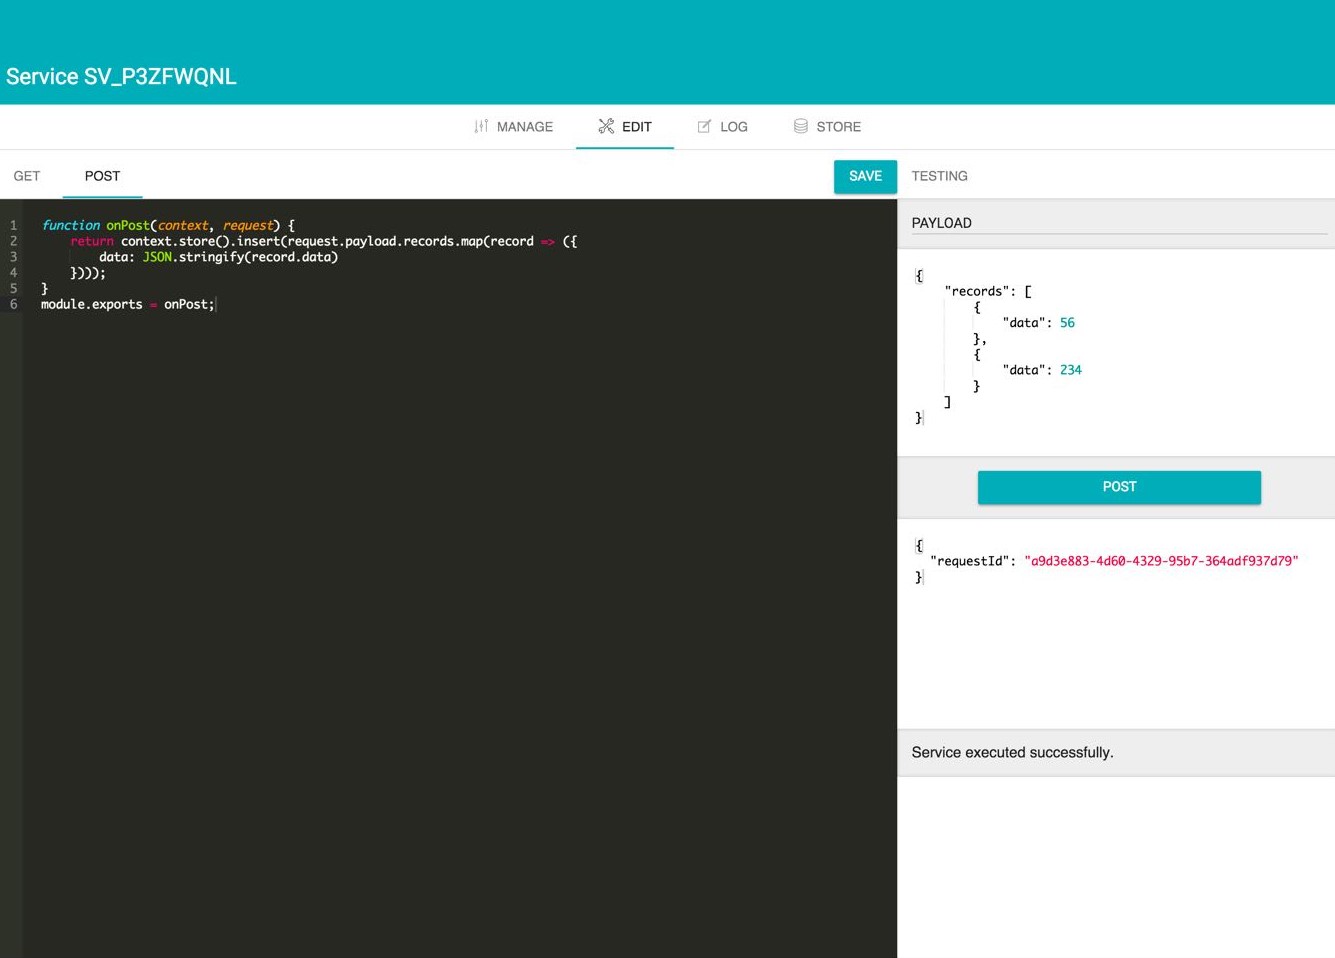 Service SV_P3ZFWQNL
MANAGE EDIT LOG STORE
GET POST SAVE TESTING
1 function onPost(context, request) {
2     return context.store().insert(request.payload.records.map(record => ({
3         data: JSON.stringify(record.data)
4     })));
5 }
6 module.exports = onPost;
PAYLOAD
{
    "records": [
        {
            "data": 56
        },
        {
            "data": 234
        }
    ]
}
POST
{
  "requestId": "a9d3e883-4d60-4329-95b7-364adf937d79"
}
Service executed successfully.